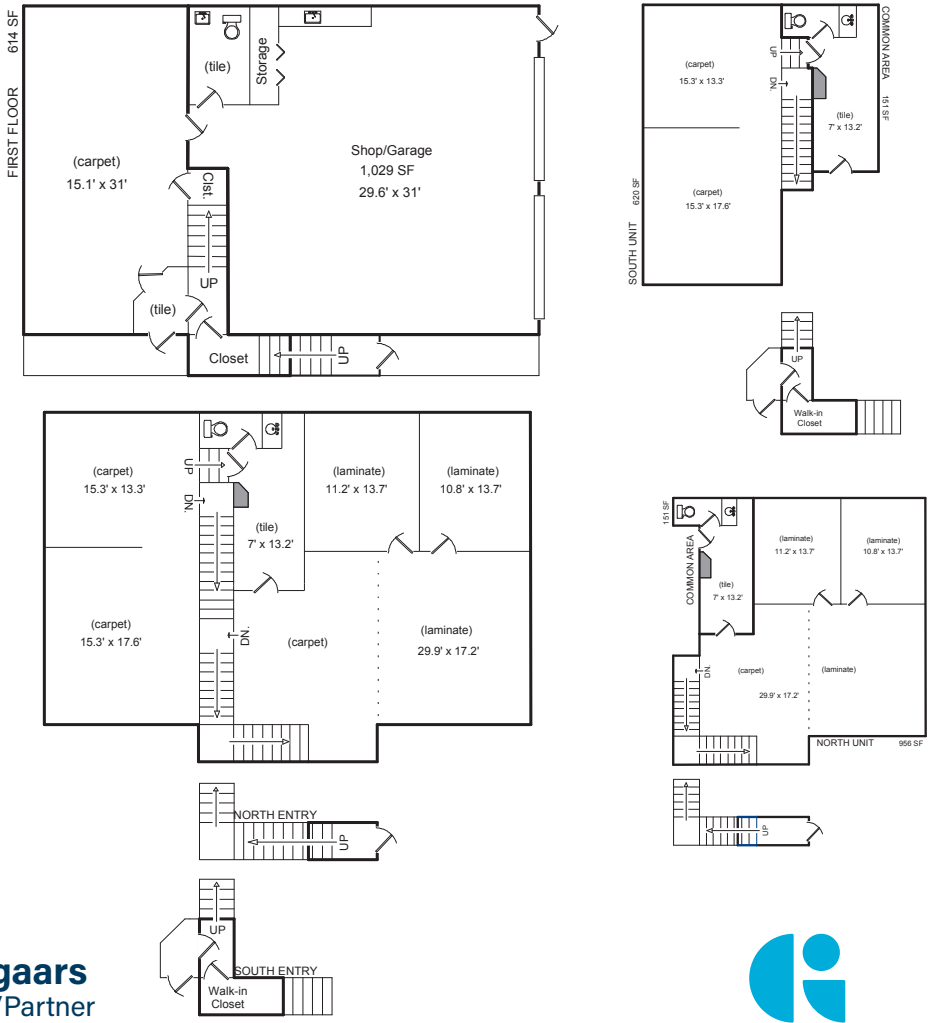 FIRST FLOOR 614 SF
(carpet)
15.1' x 31'
(tile)
Storage
Shop/Garage
1,029 SF
29.6' x 31'
Clst.
UP
(tile)
Closet
UP
COMMON AREA 151 SF
UP
DN.
(carpet)
15.3' x 13.3'
(tile)
7' x 13.2'
(carpet)
15.3' x 17.6'
SOUTH UNIT 620 SF
UP
Walk-in
Closet
UP
DN.
(carpet)
15.3' x 13.3'
(tile)
7' x 13.2'
(laminate)
11.2' x 13.7'
(laminate)
10.8' x 13.7'
(carpet)
15.3' x 17.6'
DN.
(carpet)
(laminate)
29.9' x 17.2'
NORTH ENTRY
UP
UP
SOUTH ENTRY
Walk-in
Closet
151 SF
COMMON AREA
(tile)
7' x 13.2'
(laminate)
11.2' x 13.7'
(laminate)
10.8' x 13.7'
DN.
(carpet)
(laminate)
29.9' x 17.2'
NORTH UNIT 956 SF
UP
gaars
/Partner